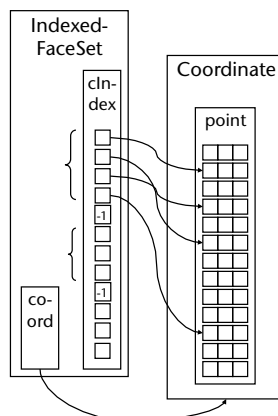 Indexed-
FaceSet
cIn-
dex
-1
-1
co-
ord
Coordinate
point